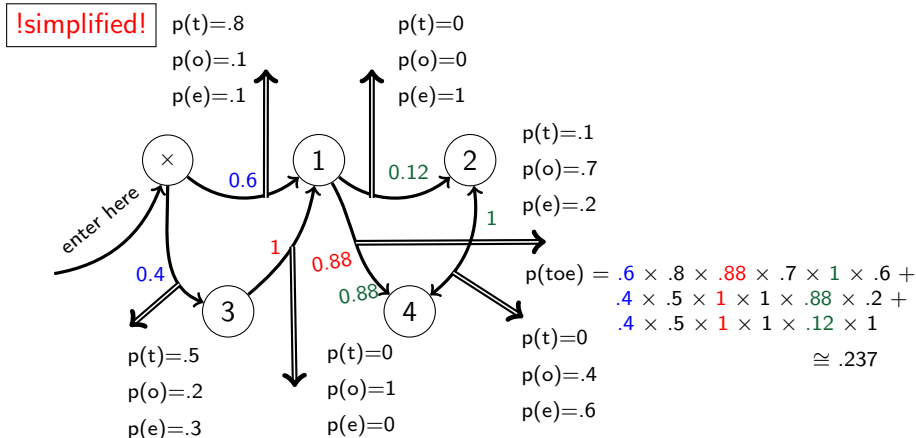 !simplified!
p(t)=.8
p(o)=.1
p(e)=.1
p(t)=0
p(o)=0
p(e)=1
×
1
2
p(t)=.1
p(o)=.7
p(e)=.2
0.6
0.12
enter here
1
1
0.88
0.4
0.88
3
4
p(toe) = .6 × .8 × .88 × .7 × 1 × .6 +
.4 × .5 × 1 × 1 × .88 × .2 +
.4 × .5 × 1 × 1 × .12 × 1
≅ .237
p(t)=.5
p(o)=.2
p(e)=.3
p(t)=0
p(o)=1
p(e)=0
p(t)=0
p(o)=.4
p(e)=.6